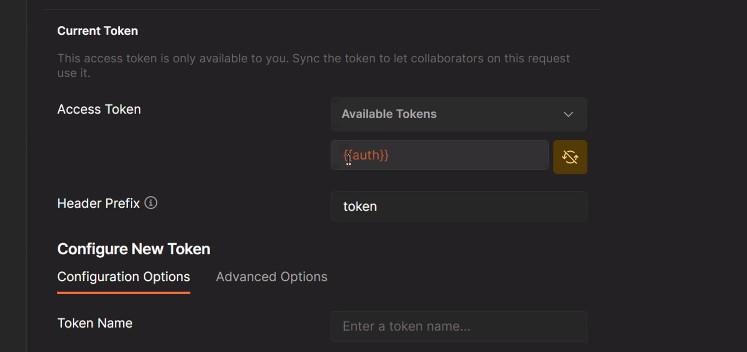 Current Token
This access token is only available to you. Sync the token to let collaborators on this request
use it.
Access Token
Available Tokens
{{auth}}
Header Prefix
token
Configure New Token
Configuration Options
Advanced Options
Token Name
Enter a token name...